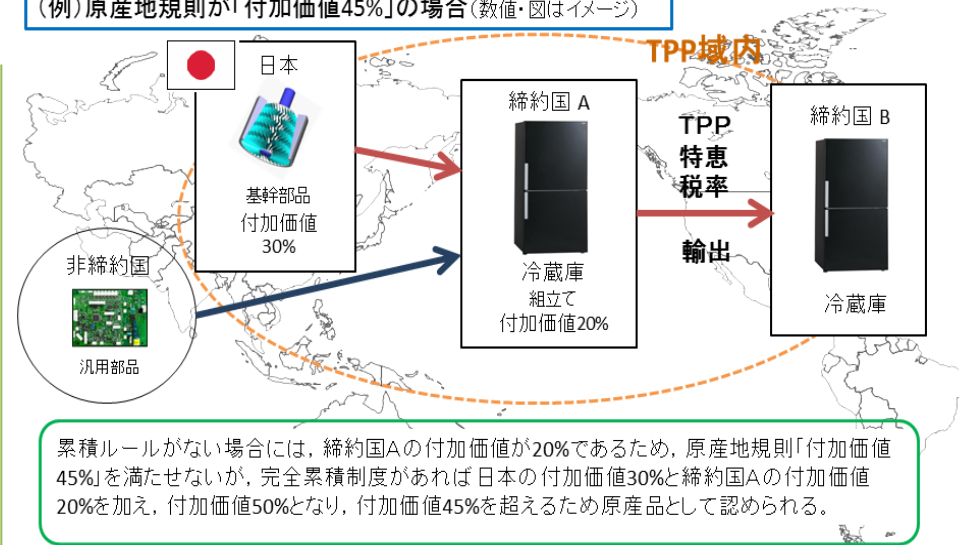 (例)原産地規則が「付加価値45%」の場合(数値・図はイメージ)
TPP域内
日本
基幹部品
付加価値
30%
非締約国
汎用部品
締約国 A
冷蔵庫
組立て
付加価値20%
TPP
特恵
税率
輸出
締約国 B
冷蔵庫
累積ルールがない場合には，締約国Aの付加価値が20%であるため，原産地規則「付加価値
45%」を満たせないが，完全累積制度があれば日本の付加価値30%と締約国Aの付加価値
20%を加え，付加価値50%となり，付加価値45%を超えるため原産品として認められる。